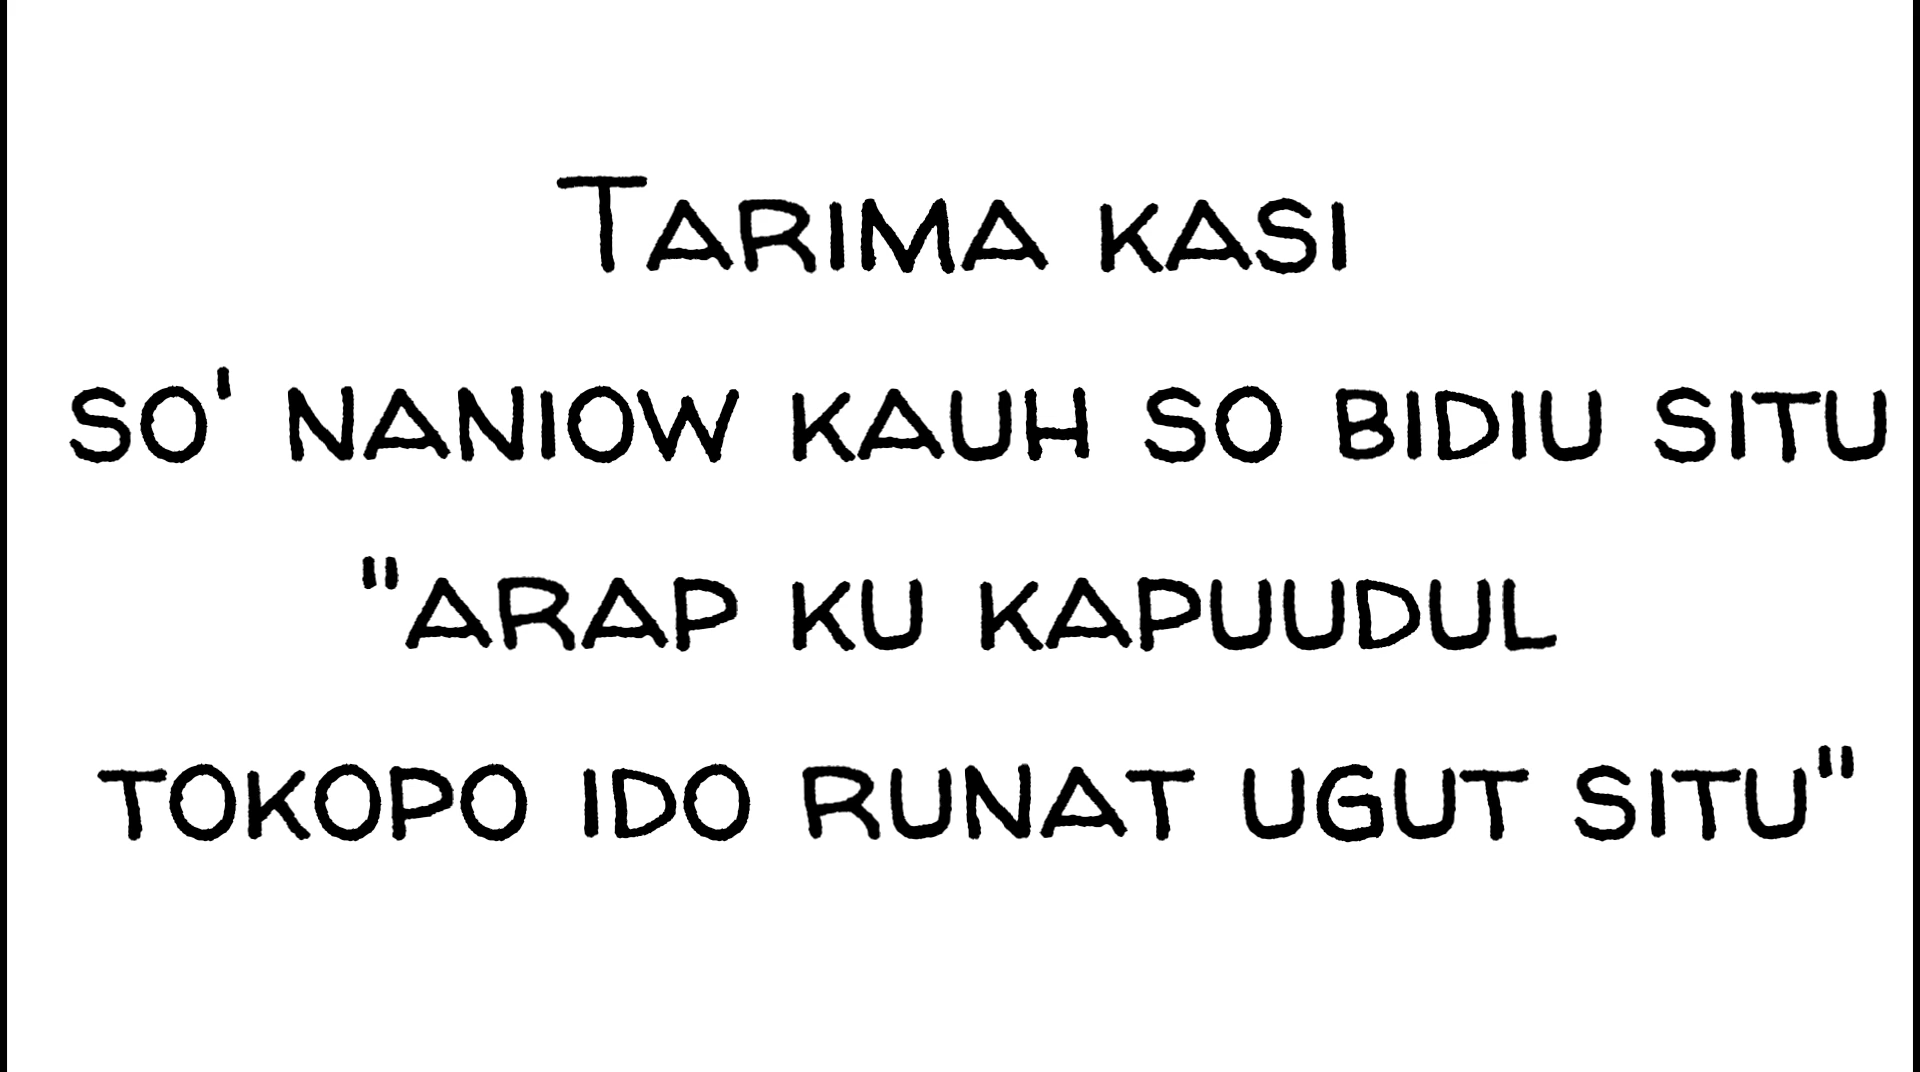 Tarima kasi
so' naniow kauh so bidiu situ
"arap ku kapuudul
tokopo ido runat ugut situ"